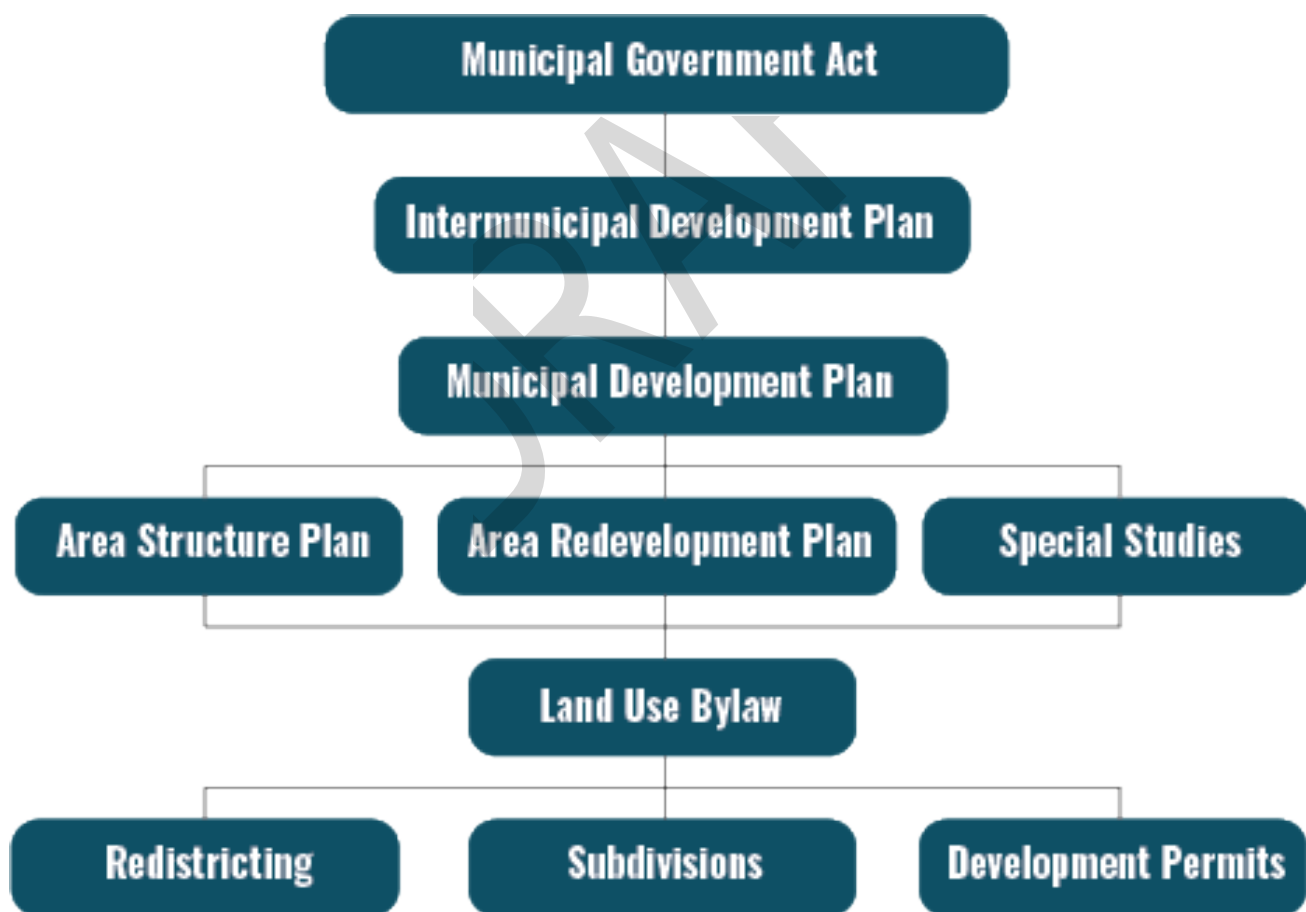 Municipal Government Act
Intermunicipal Development Plan
Municipal Development Plan
Area Structure Plan
Area Redevelopment Plan
Special Studies
Land Use Bylaw
Redistricting
Subdivisions
Development Permits